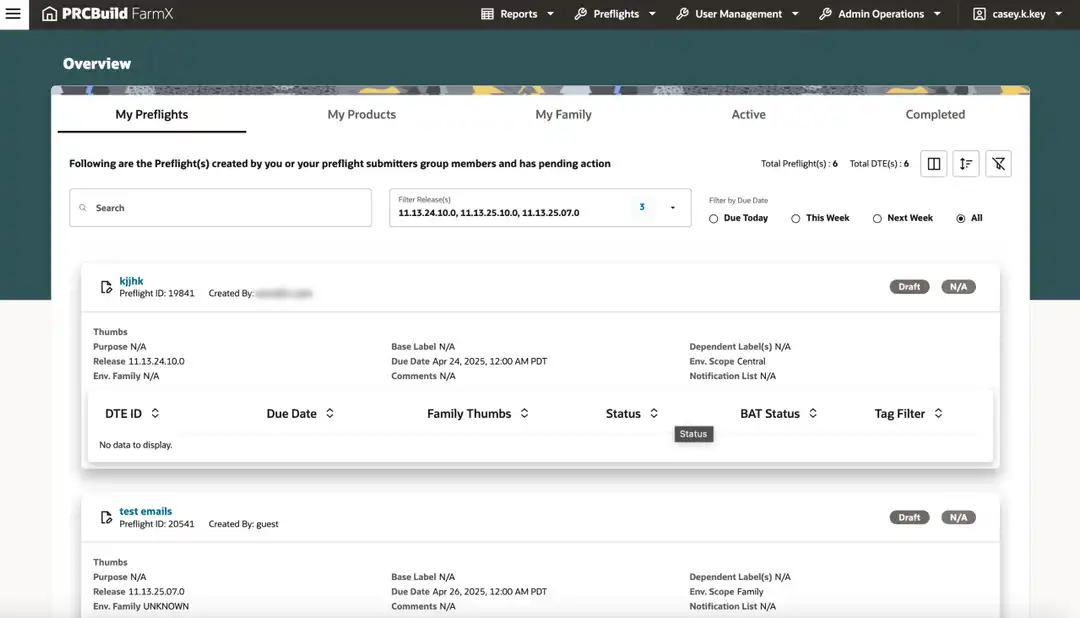 PRCBuild FarmX Reports Preflights User Management Admin Operations casey.k.key
Overview
My Preflights My Products My Family Active Completed
Following are the Preflight(s) created by you or your preflight submitters group members and has pending action Total Preflight(s) : 6 Total DTE(s) : 6
Search
Filter Release(s)
11.13.24.10.0, 11.13.25.10.0, 11.13.25.07.0 3
Filter by Due Date
Due Today This Week Next Week All
kjjhk
Preflight ID: 19841 Created By:
Draft N/A
Thumbs
Purpose N/A Base Label N/A Dependent Label(s) N/A
Release 11.13.24.10.0 Due Date Apr 24, 2025, 12:00 AM PDT Env. Scope Central
Env. Family N/A Comments N/A Notification List N/A
DTE ID Due Date Family Thumbs Status BAT Status Tag Filter
Status
No data to display.
test emails
Preflight ID: 20541 Created By: guest
Draft N/A
Thumbs
Purpose N/A Base Label N/A Dependent Label(s) N/A
Release 11.13.25.07.0 Due Date Apr 26, 2025, 12:00 AM PDT Env. Scope Family
Env. Family UNKNOWN Comments N/A Notification List N/A